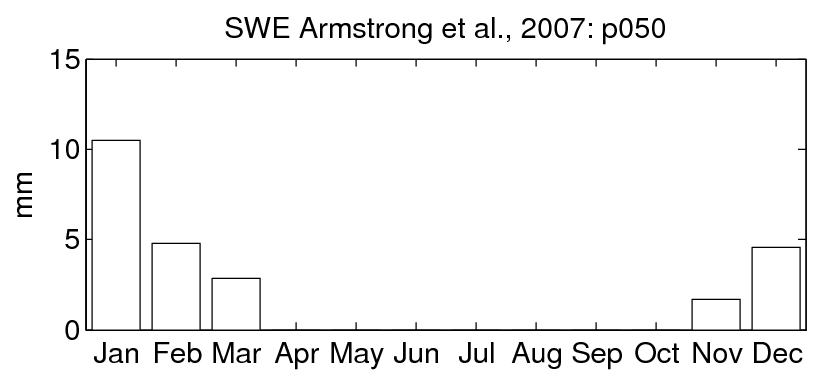 SWE Armstrong et al., 2007: p050
15
10
5
0
mm
Jan Feb Mar Apr May Jun Jul Aug Sep Oct Nov Dec